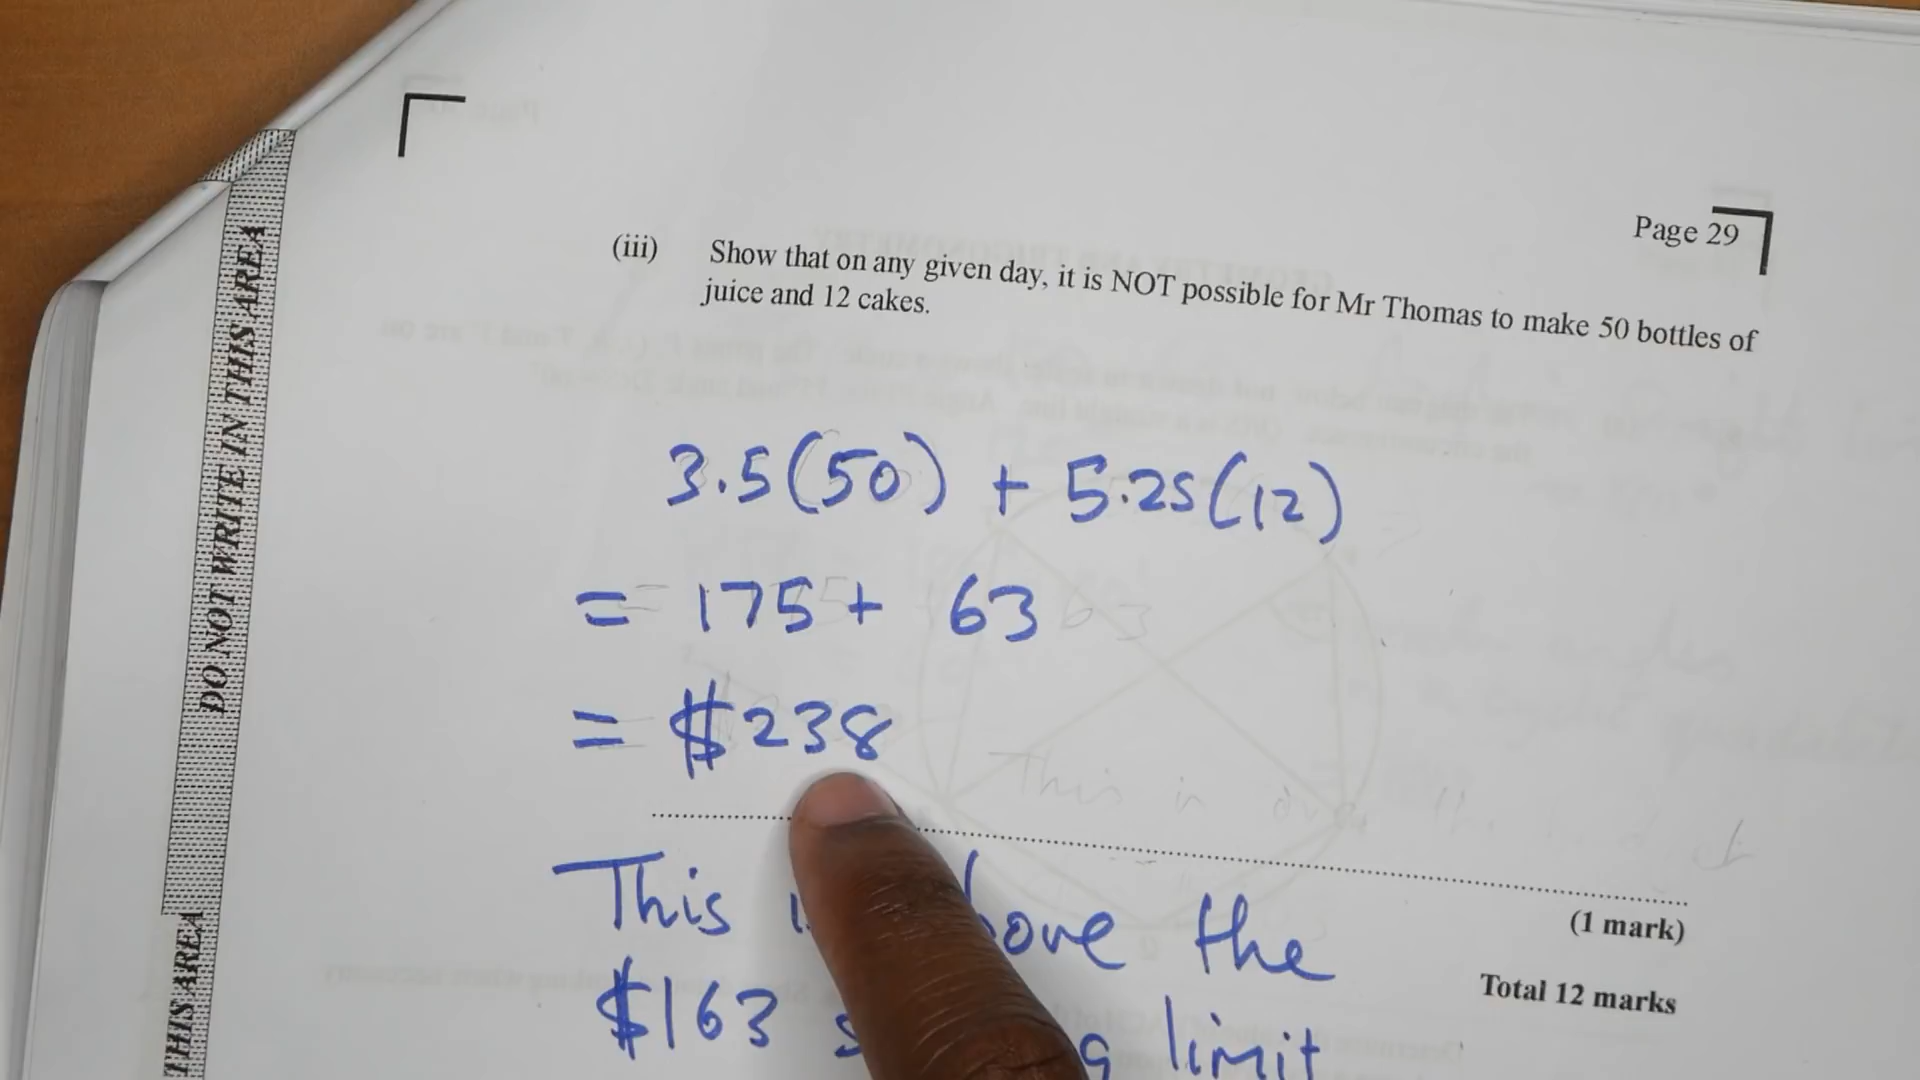 Page 29
(iii) Show that on any given day, it is NOT possible for Mr Thomas to make 50 bottles of
juice and 12 cakes.
3.5(50) + 5.25(12)
= 175 + 63
= $238
This the
(1 mark)
$163 limit
Total 12 marks
DO NOT WRITE IN THIS AREA
THIS AREA